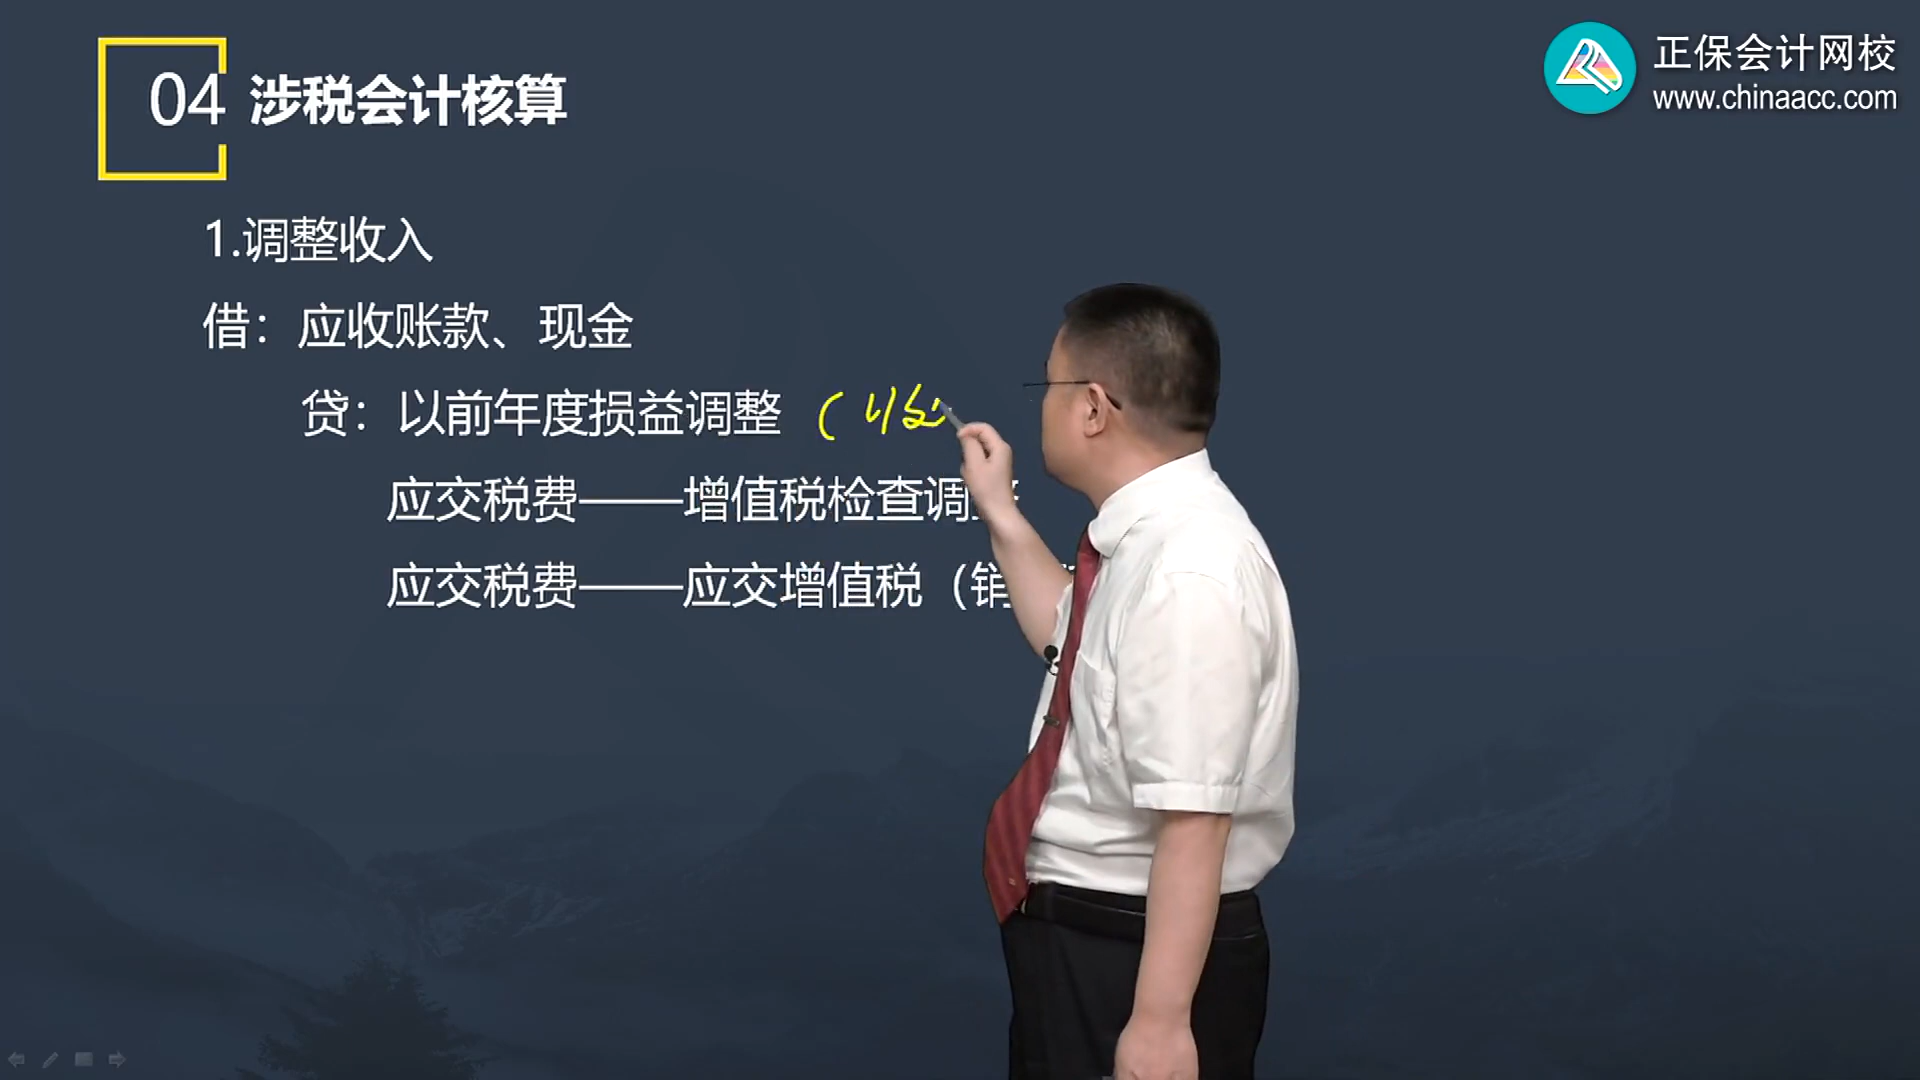 正保会计网校
www.chinaacc.com
04 涉税会计核算
1.调整收入
借：应收账款、现金
贷：以前年度损益调整（收
应交税费——增值税检查调整
应交税费——应交增值税（销